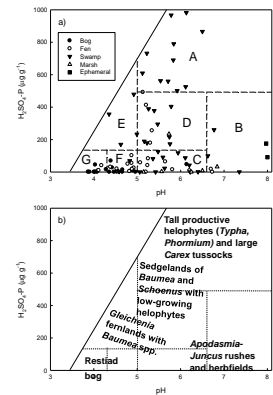 a)
Bog
Fen
Swamp
Marsh
Ephemeral
H₂SO₄-P (µg g⁻¹)
1000
800
600
400
200
0
A
B
C
D
E
F
G
4 5 6 7 8
pH
b)
H₂SO₄-P (µg g⁻¹)
1000
800
600
400
200
0
Tall productive
helophytes (Typha,
Phormium) and large
Carex tussocks
Sedgelands of
Baumea and
Schoenus with
low-growing
helophytes
Gleichenia
fernlands with
Baumea spp.
Apodasmia-
Juncus rushes
and herbfields
Restiad
bog
4 5 6 7 8
pH